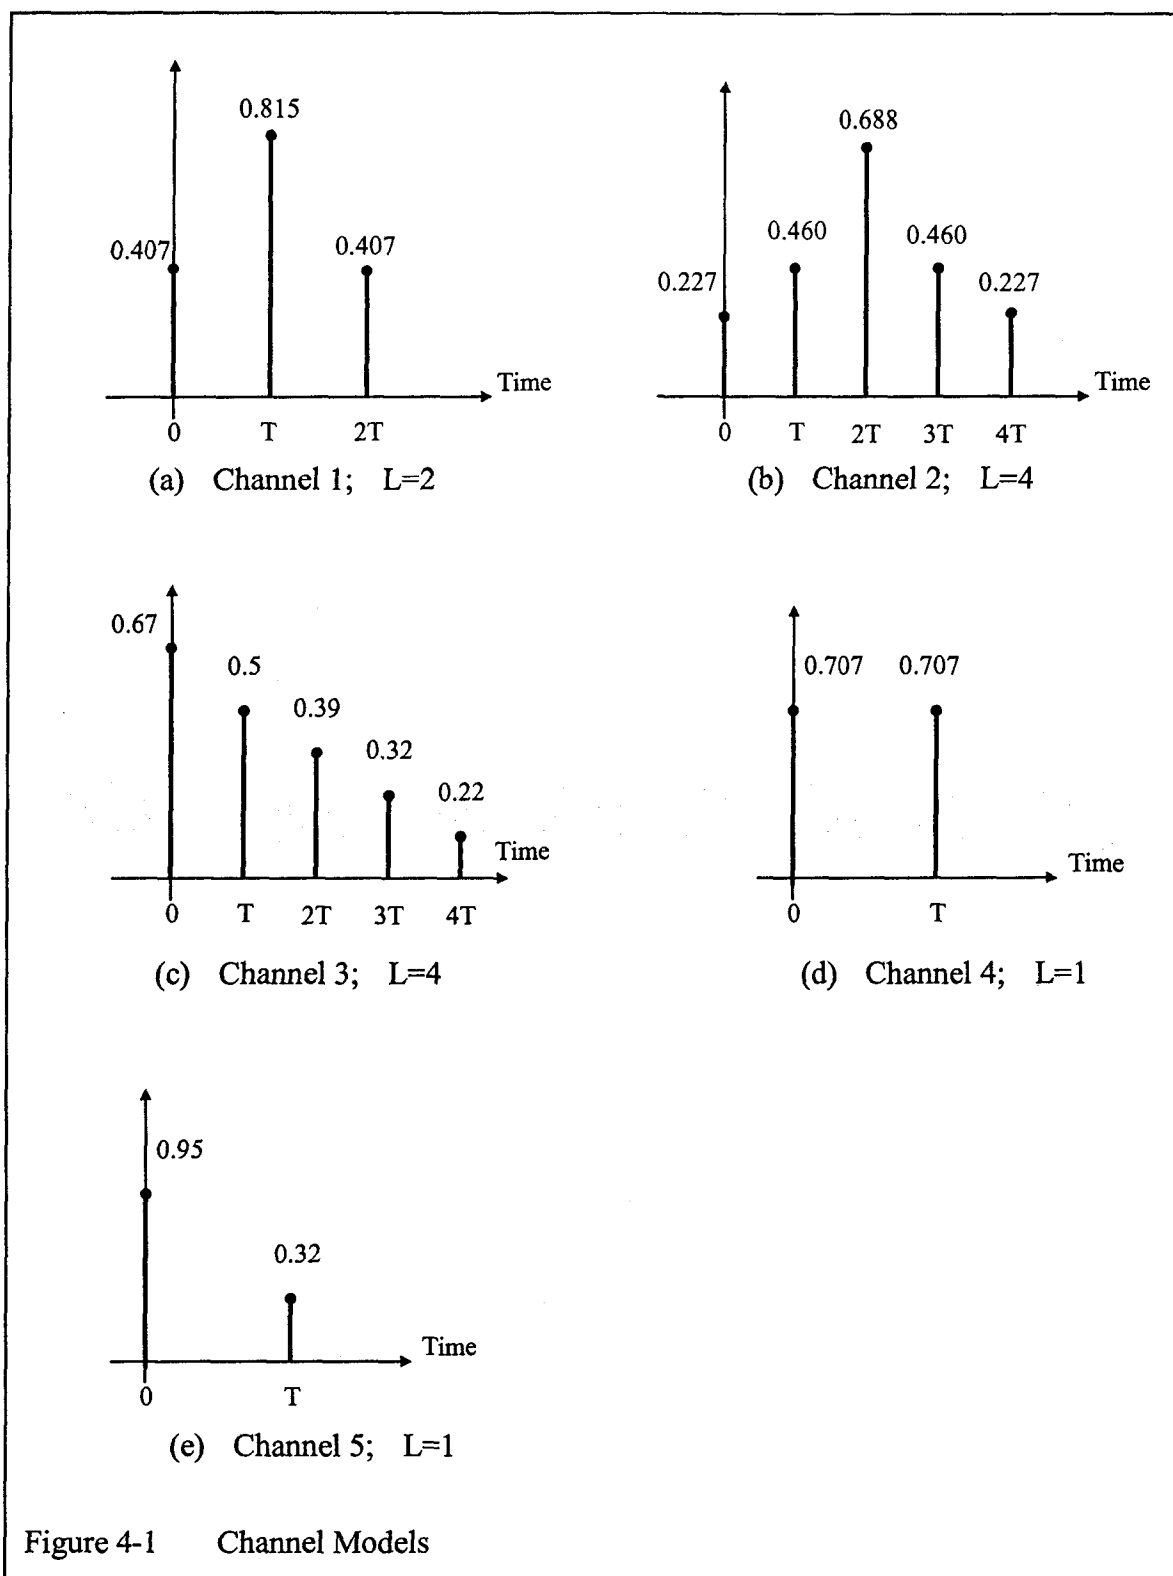 0.815
0.407
0.407
Time
0 T 2T
(a) Channel 1; L=2
0.688
0.460
0.460
0.227
0.227
Time
0 T 2T 3T 4T
(b) Channel 2; L=4
0.67
0.5
0.39
0.32
0.22
Time
0 T 2T 3T 4T
(c) Channel 3; L=4
0.707 0.707
Time
0 T
(d) Channel 4; L=1
0.95
0.32
Time
0 T
(e) Channel 5; L=1
Figure 4-1 Channel Models